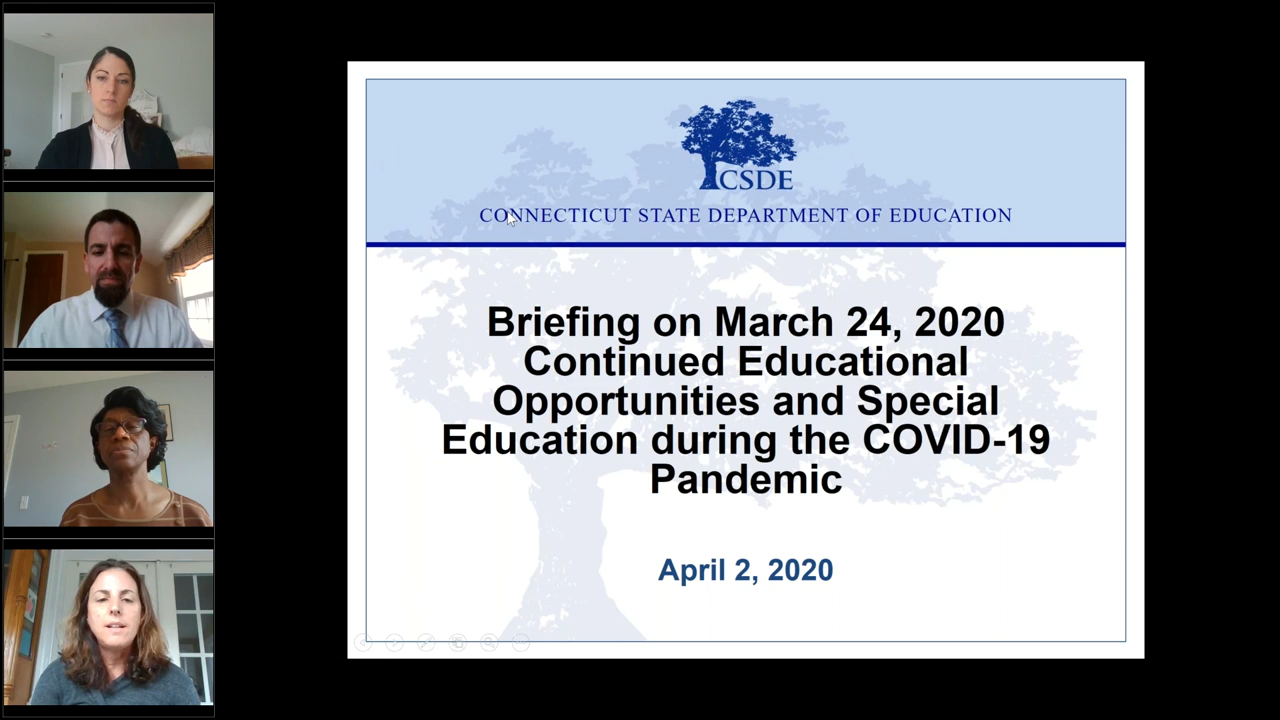 CSDE
CONNECTICUT STATE DEPARTMENT OF EDUCATION
Briefing on March 24, 2020
Continued Educational
Opportunities and Special
Education during the COVID-19
Pandemic
April 2, 2020